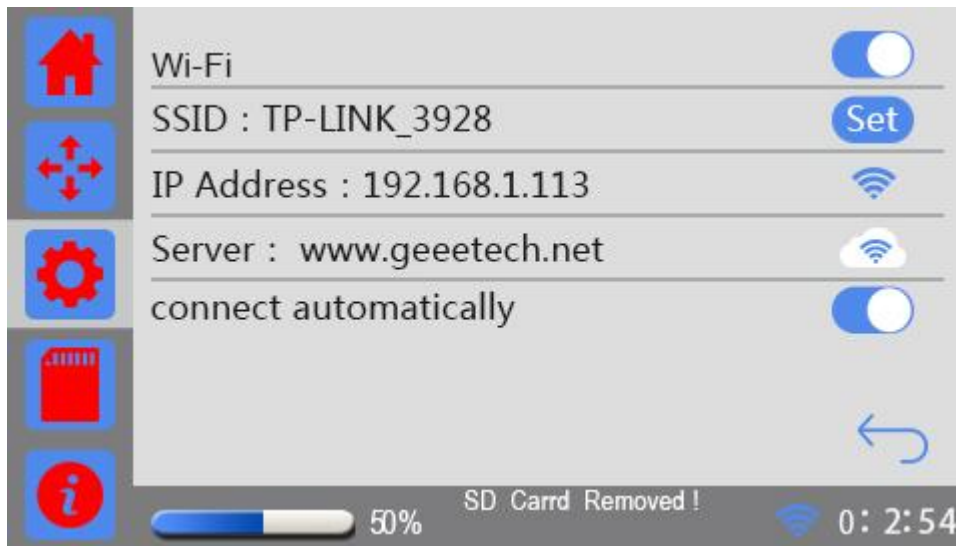 Wi-Fi
SSID : TP-LINK_3928
Set
IP Address : 192.168.1.113
Server : www.geeetech.net
connect automatically
i
50%
SD Carrd Removed !
0: 2:54